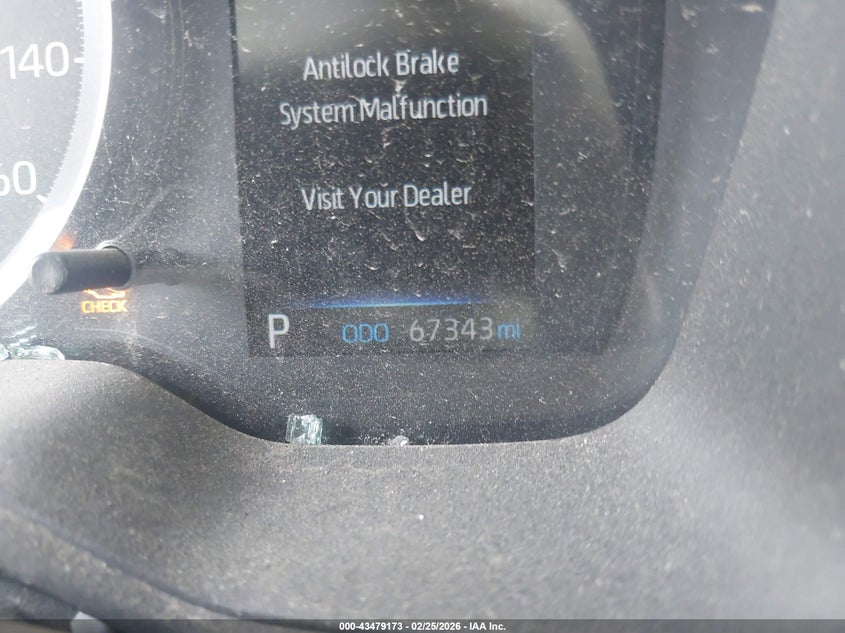 140
60
Antilock Brake
System Malfunction
Visit Your Dealer
CHECK
P ODO 67343 mi
000-43479173 - 02/25/2026 - IAA Inc.